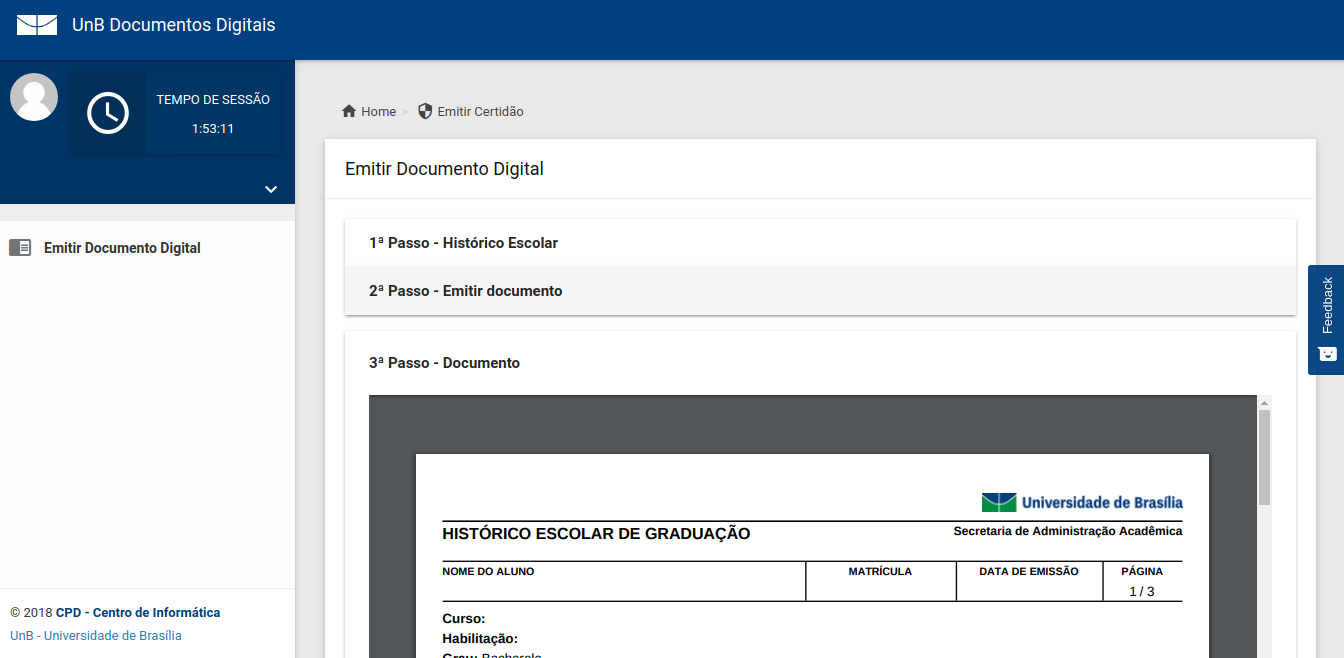 UnB Documentos Digitais
TEMPO DE SESSÃO
1:53:11
Emitir Documento Digital
© 2018 CPD - Centro de Informática
UnB - Universidade de Brasília
Home > Emitir Certidão
Emitir Documento Digital
1ª Passo - Histórico Escolar
2ª Passo - Emitir documento
3ª Passo - Documento
Universidade de Brasília
HISTÓRICO ESCOLAR DE GRADUAÇÃO
Secretaria de Administração Acadêmica
NOME DO ALUNO MATRÍCULA DATA DE EMISSÃO PÁGINA
1 / 3
Curso:
Habilitação:
Grau: Bacharela
Feedback